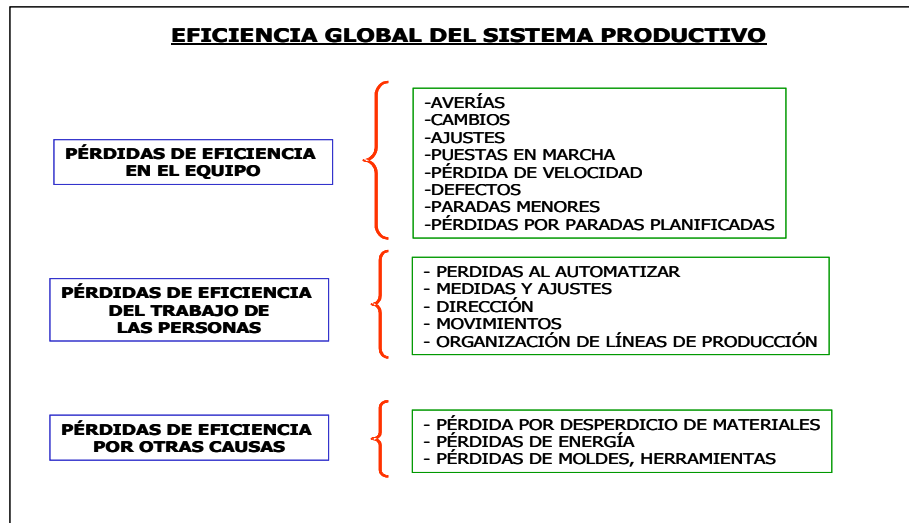 EFICIENCIA GLOBAL DEL SISTEMA PRODUCTIVO
PÉRDIDAS DE EFICIENCIA
EN EL EQUIPO
-AVERÍAS
-CAMBIOS
-AJUSTES
-PUESTAS EN MARCHA
-PÉRDIDA DE VELOCIDAD
-DEFECTOS
-PARADAS MENORES
-PÉRDIDAS POR PARADAS PLANIFICADAS
PÉRDIDAS DE EFICIENCIA
DEL TRABAJO DE
LAS PERSONAS
- PERDIDAS AL AUTOMATIZAR
- MEDIDAS Y AJUSTES
- DIRECCIÓN
- MOVIMIENTOS
- ORGANIZACIÓN DE LÍNEAS DE PRODUCCIÓN
PÉRDIDAS DE EFICIENCIA
POR OTRAS CAUSAS
- PÉRDIDA POR DESPERDICIO DE MATERIALES
- PÉRDIDAS DE ENERGÍA
- PÉRDIDAS DE MOLDES, HERRAMIENTAS